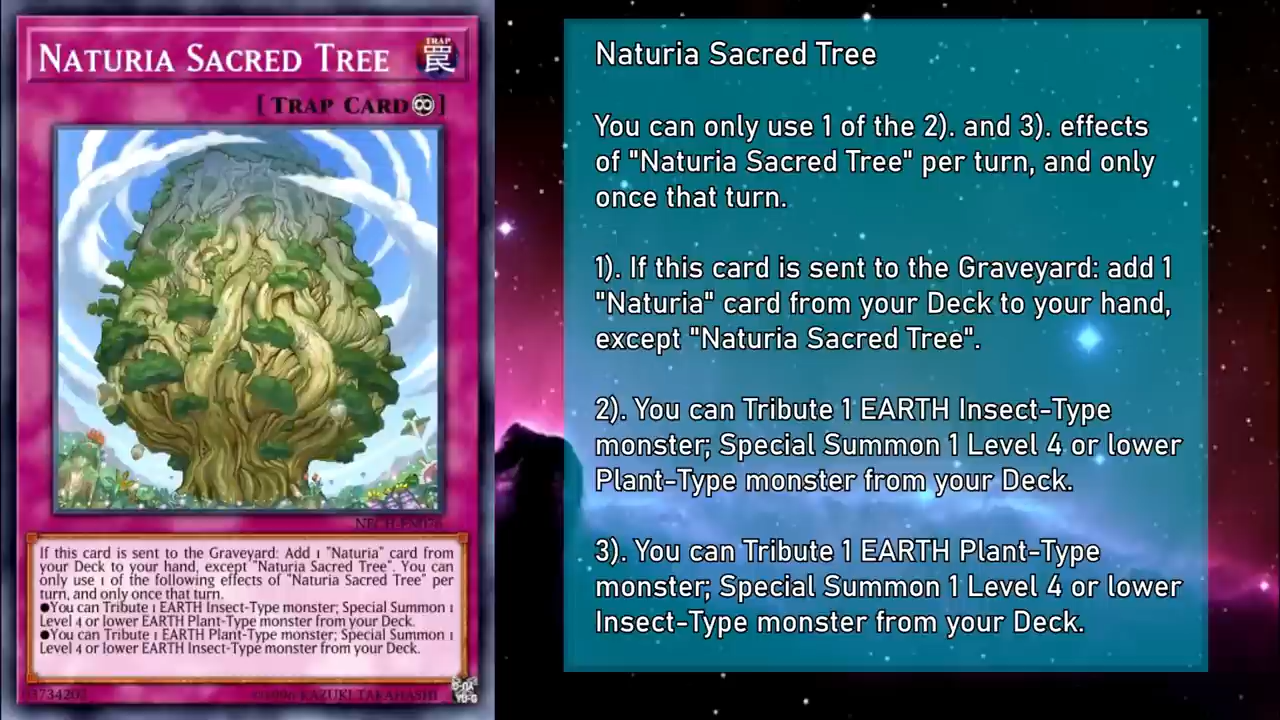 NATURIA SACRED TREE
TRAP
罠
[TRAP CARD]
If this card is sent to the Graveyard: Add 1 "Naturia" card from
your Deck to your hand, except "Naturia Sacred Tree". You can
only use 1 of the following effects of "Naturia Sacred Tree" per
turn, and only once that turn.
●You can Tribute 1 EARTH Insect-Type monster; Special Summon 1
Level 4 or lower EARTH Plant-Type monster from your Deck.
●You can Tribute 1 EARTH Plant-Type monster; Special Summon 1
Level 4 or lower EARTH Insect-Type monster from your Deck.
KAZUKI TAKAHASHI
Naturia Sacred Tree
You can only use 1 of the 2). and 3). effects
of "Naturia Sacred Tree" per turn, and only
once that turn.
1). If this card is sent to the Graveyard: add 1
"Naturia" card from your Deck to your hand,
except "Naturia Sacred Tree".
2). You can Tribute 1 EARTH Insect-Type
monster; Special Summon 1 Level 4 or lower
Plant-Type monster from your Deck.
3). You can Tribute 1 EARTH Plant-Type
monster; Special Summon 1 Level 4 or lower
Insect-Type monster from your Deck.